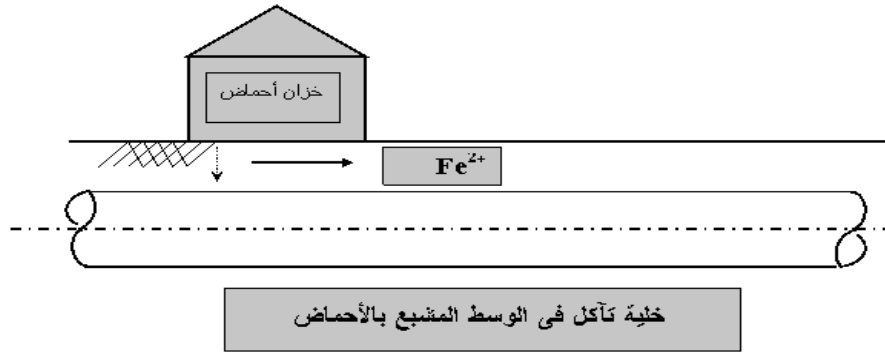 خزان أحماض
Fe²⁺
خلية تآكل فى الوسط المشبع بالأحماض